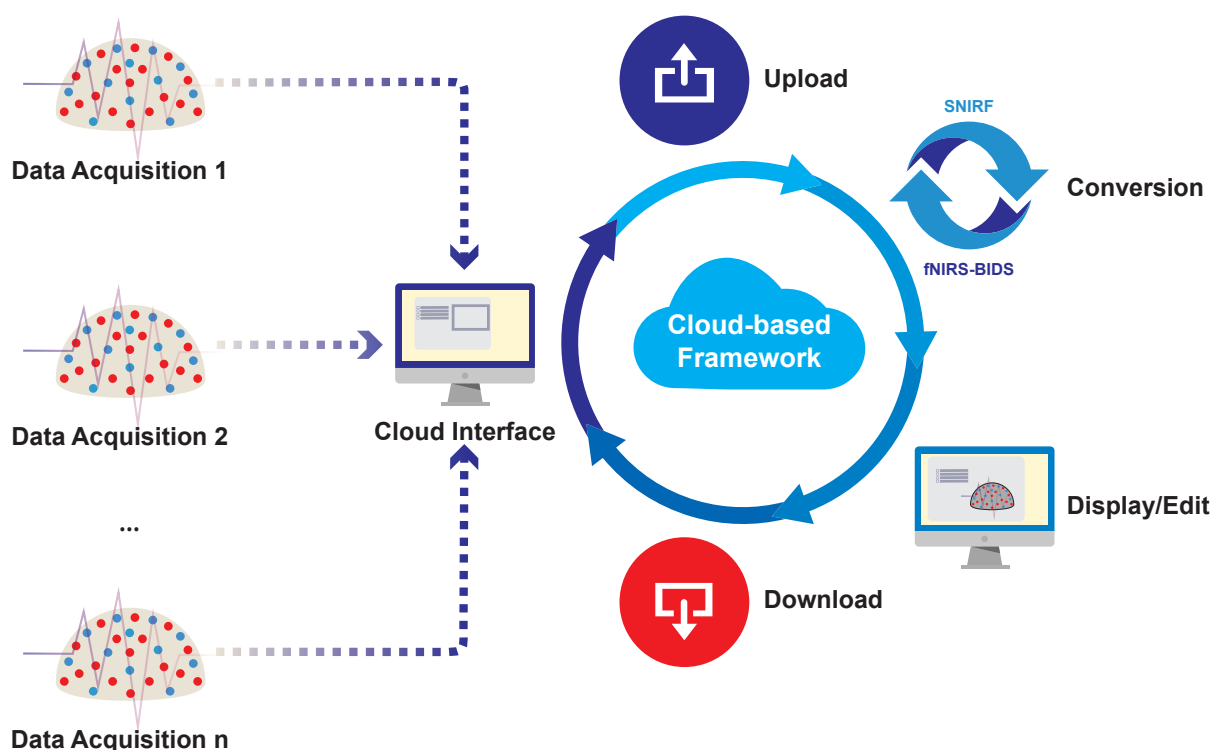 Data Acquisition 1
Data Acquisition 2
...
Data Acquisition n
Cloud Interface
Upload
SNIRF
Conversion
fNIRS-BIDS
Cloud-based
Framework
Display/Edit
Download